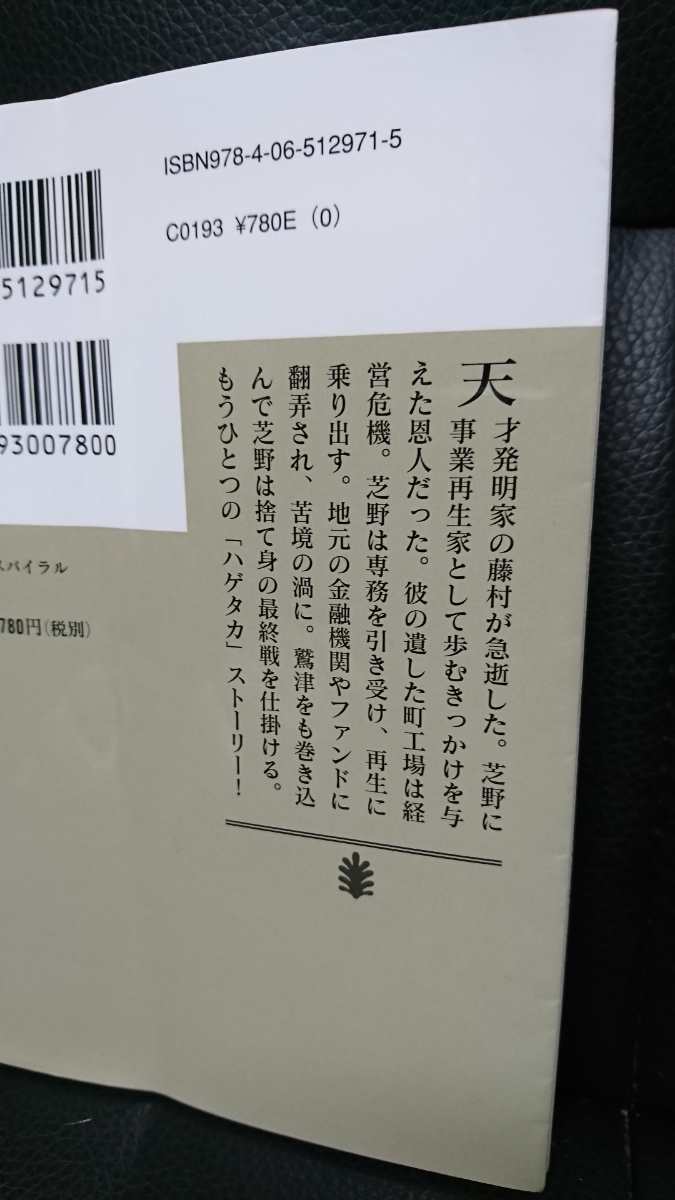 ISBN978-4-06-512971-5
C0193 ¥780E (0)
5129715
93007800
天才発明家の藤村が急逝した。芝野に
事業再生家として歩むきっかけを与
えた恩人だった。彼の遺した町工場は経
営危機。芝野は専務を引き受け、再生に
乗り出す。地元の金融機関やファンドに
翻弄され、苦境の渦に。鷲津をも巻き込
んで芝野は捨て身の最終戦を仕掛ける。
もうひとつの「ハゲタカ」ストーリー！
スパイラル
780円(税別)